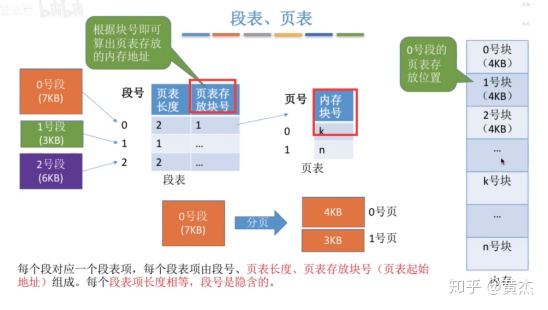 段表、页表
根据块号即可
算出页表存放
的内存地址
0号段的
页表存
放位置
0号段
(7KB)
1号段
(3KB)
2号段
(6KB)
段号
页表
长度
页表存
放块号
0
2
1
1
1
...
2
2
...
段表
页号
内存
块号
0
k
1
n
页表
0号块
(4KB)
1号块
(4KB)
2号块
(4KB)
...
k号块
...
n号块
内存
0号段
(7KB)
分页
4KB
0号页
3KB
1号页
每个段对应一个段表项,每个段表项由段号、页表长度、页表存放块号(页表起始
地址)组成。每个段表项长度相等,段号是隐含的。
知乎 @黄杰